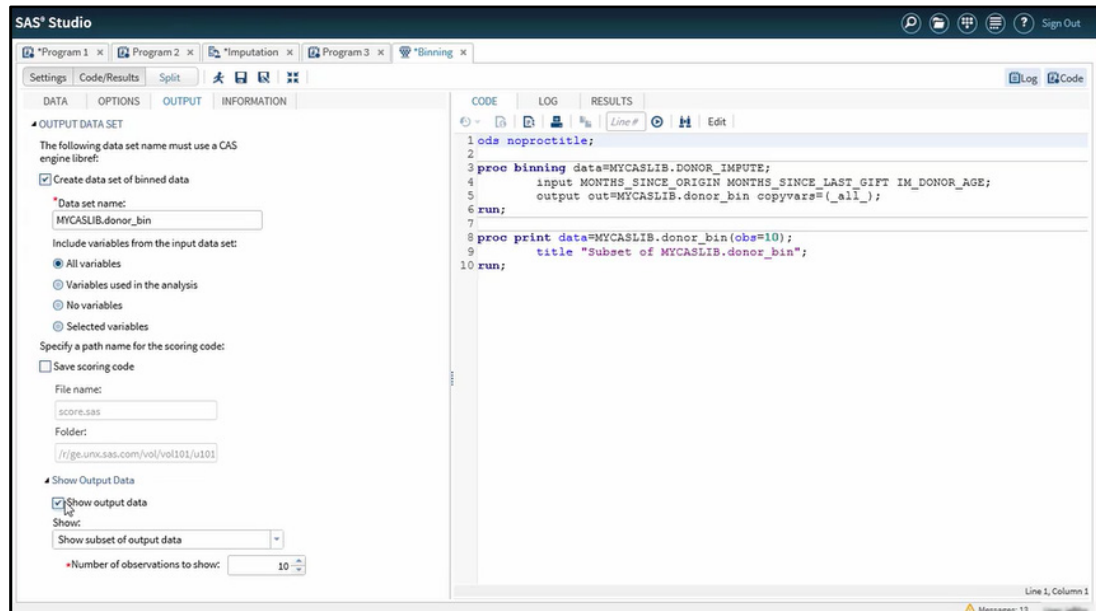 SAS® Studio
? Sign Out
*Program 1 × Program 2 × *Imputation × Program 3 × *Binning ×
Settings Code/Results Split
Log Code
DATA OPTIONS OUTPUT INFORMATION
OUTPUT DATA SET
The following data set name must use a CAS
engine libref:
Create data set of binned data
*Data set name:
MYCASLIB.donor_bin
Include variables from the input data set:
All variables
Variables used in the analysis
No variables
Selected variables
Specify a path name for the scoring code:
Save scoring code
File name:
score.sas
Folder:
/r/ge.unx.sas.com/vol/vol101/u101
Show Output Data
Show output data
Show:
Show subset of output data
*Number of observations to show: 10
CODE LOG RESULTS
Line # Edit
1 ods noproctitle;
2
3 proc binning data=MYCASLIB.DONOR_IMPUTE;
4 input MONTHS_SINCE_ORIGIN MONTHS_SINCE_LAST_GIFT IM_DONOR_AGE;
5 output out=MYCASLIB.donor_bin copyvars=(_all_);
6 run;
7
8 proc print data=MYCASLIB.donor_bin(obs=10);
9 title "Subset of MYCASLIB.donor_bin";
10 run;
Line 1, Column 1
Messages: 13